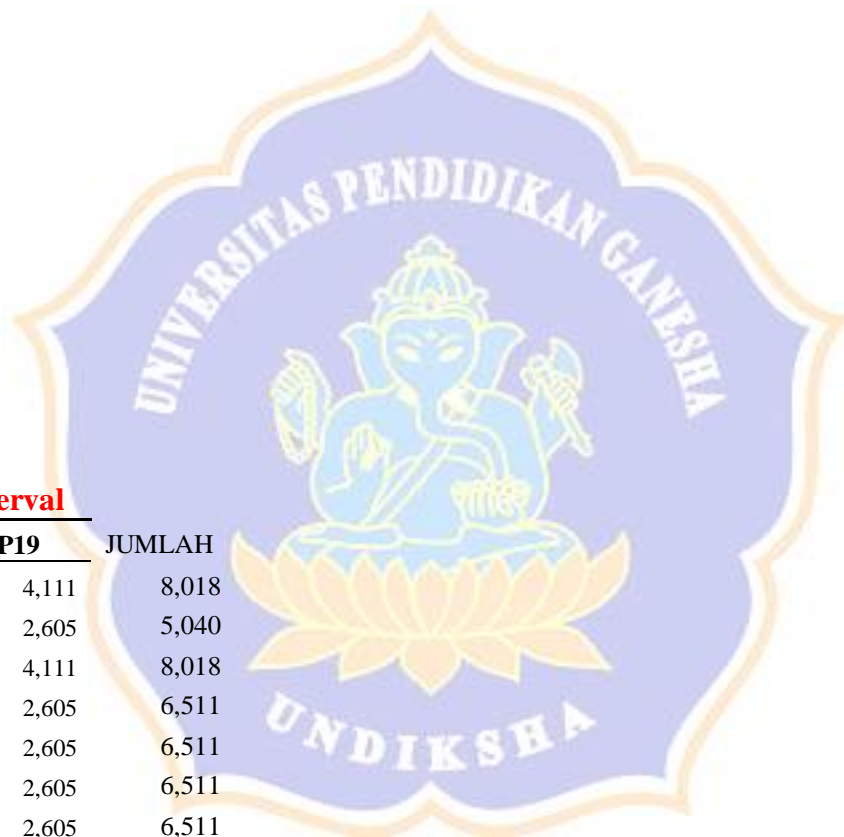 UNIVERSITAS PENDIDIKAN GANESHA
erval
P19 JUMLAH
4,111 8,018
2,605 5,040
4,111 8,018
2,605 6,511
2,605 6,511
2,605 6,511
2,605 6,511
UNDIKSHA